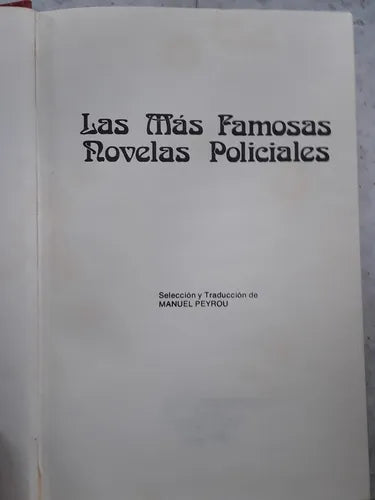 Las Más Famosas
Novelas Policiales
Selección y Traducción de
MANUEL PEYROU